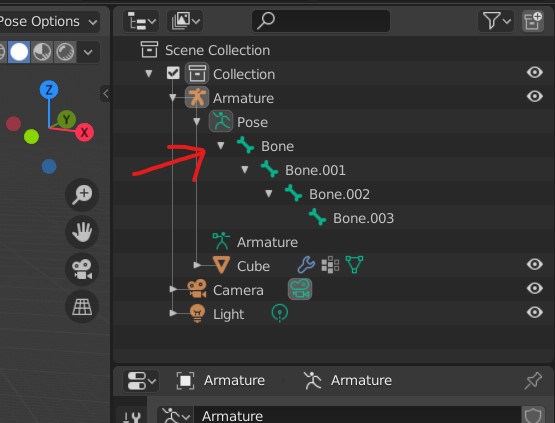 Pose Options
Scene Collection
Collection
Armature
Pose
Bone
Bone.001
Bone.002
Bone.003
Armature
Cube
Camera
Light
Z
Y
X
Armature Armature
Armature